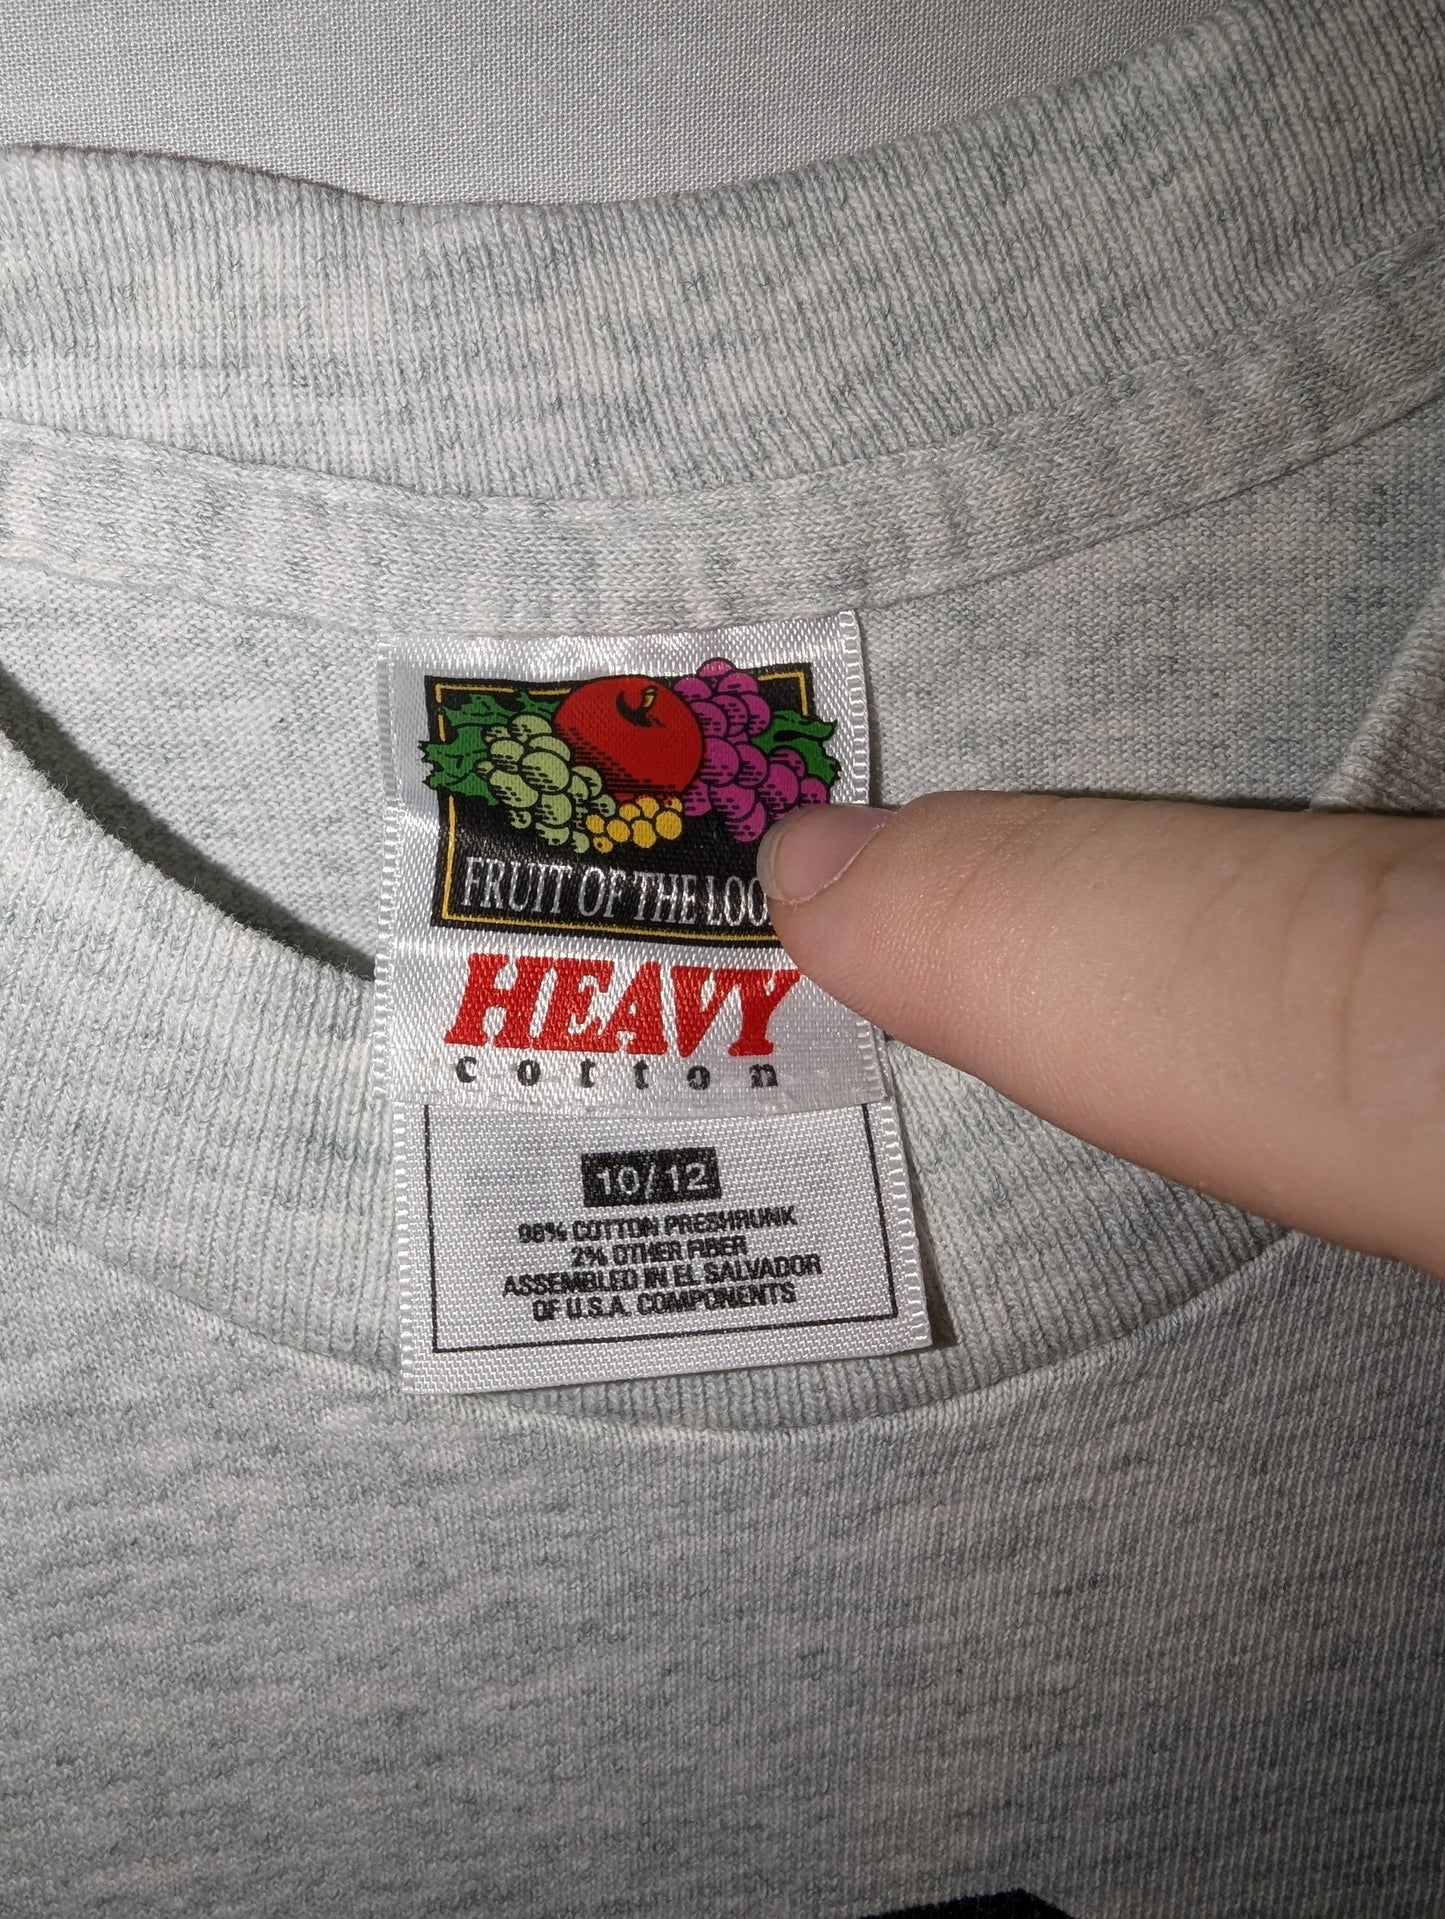 FRUIT OF THE LOO
HEAVY
cotton
10/12
98% COTTON PRESHRUNK
2% OTHER FIBER
ASSEMBLED IN EL SALVADOR
OF U.S.A. COMPONENTS